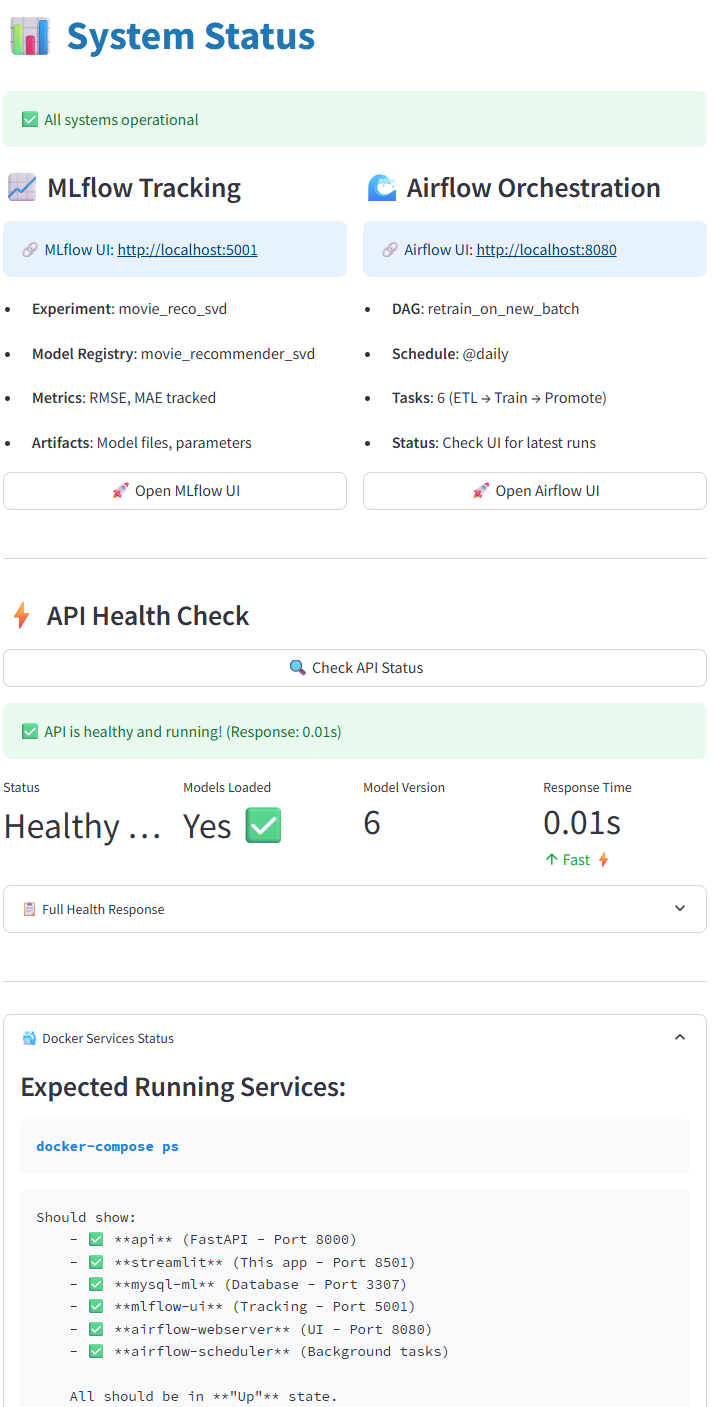 📊 System Status
✅ All systems operational
📈 MLflow Tracking
🔗 MLflow UI: http://localhost:5001
• Experiment: movie_reco_svd
• Model Registry: movie_recommender_svd
• Metrics: RMSE, MAE tracked
• Artifacts: Model files, parameters
🚀 Open MLflow UI
🌊 Airflow Orchestration
🔗 Airflow UI: http://localhost:8080
• DAG: retrain_on_new_batch
• Schedule: @daily
• Tasks: 6 (ETL → Train → Promote)
• Status: Check UI for latest runs
🚀 Open Airflow UI
⚡ API Health Check
🔍 Check API Status
✅ API is healthy and running! (Response: 0.01s)
Status
Healthy ...
Models Loaded
Yes ✅
Model Version
6
Response Time
0.01s
↑ Fast ⚡
📋 Full Health Response
Docker Services Status
Expected Running Services:
docker-compose ps
Should show:
- ✅ **api** (FastAPI - Port 8000)
- ✅ **streamlit** (This app - Port 8501)
- ✅ **mysql-ml** (Database - Port 3307)
- ✅ **mlflow-ui** (Tracking - Port 5001)
- ✅ **airflow-webserver** (UI - Port 8080)
- ✅ **airflow-scheduler** (Background tasks)
All should be in **"Up"** state.